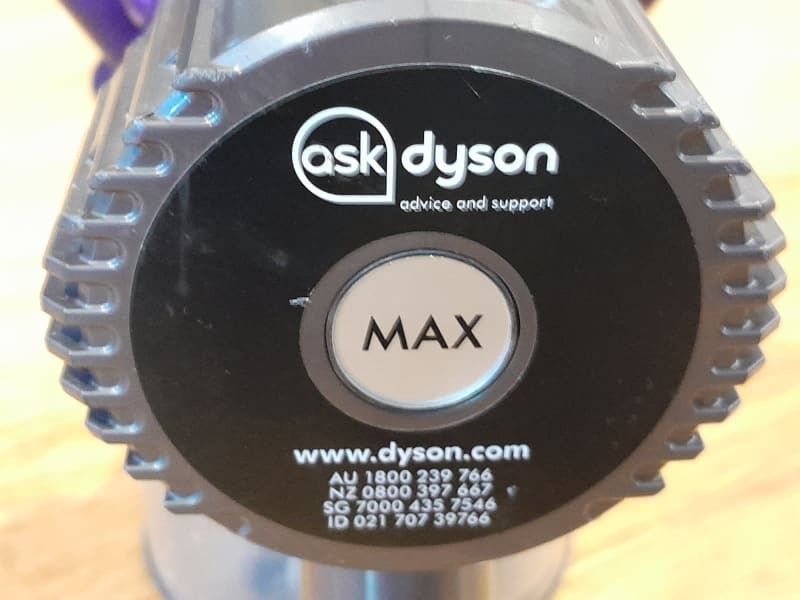 ask dyson
advice and support
MAX
www.dyson.com
AU 1800 239 766
NZ 0800 397 667
SG 7000 435 7546
ID 021 707 39766